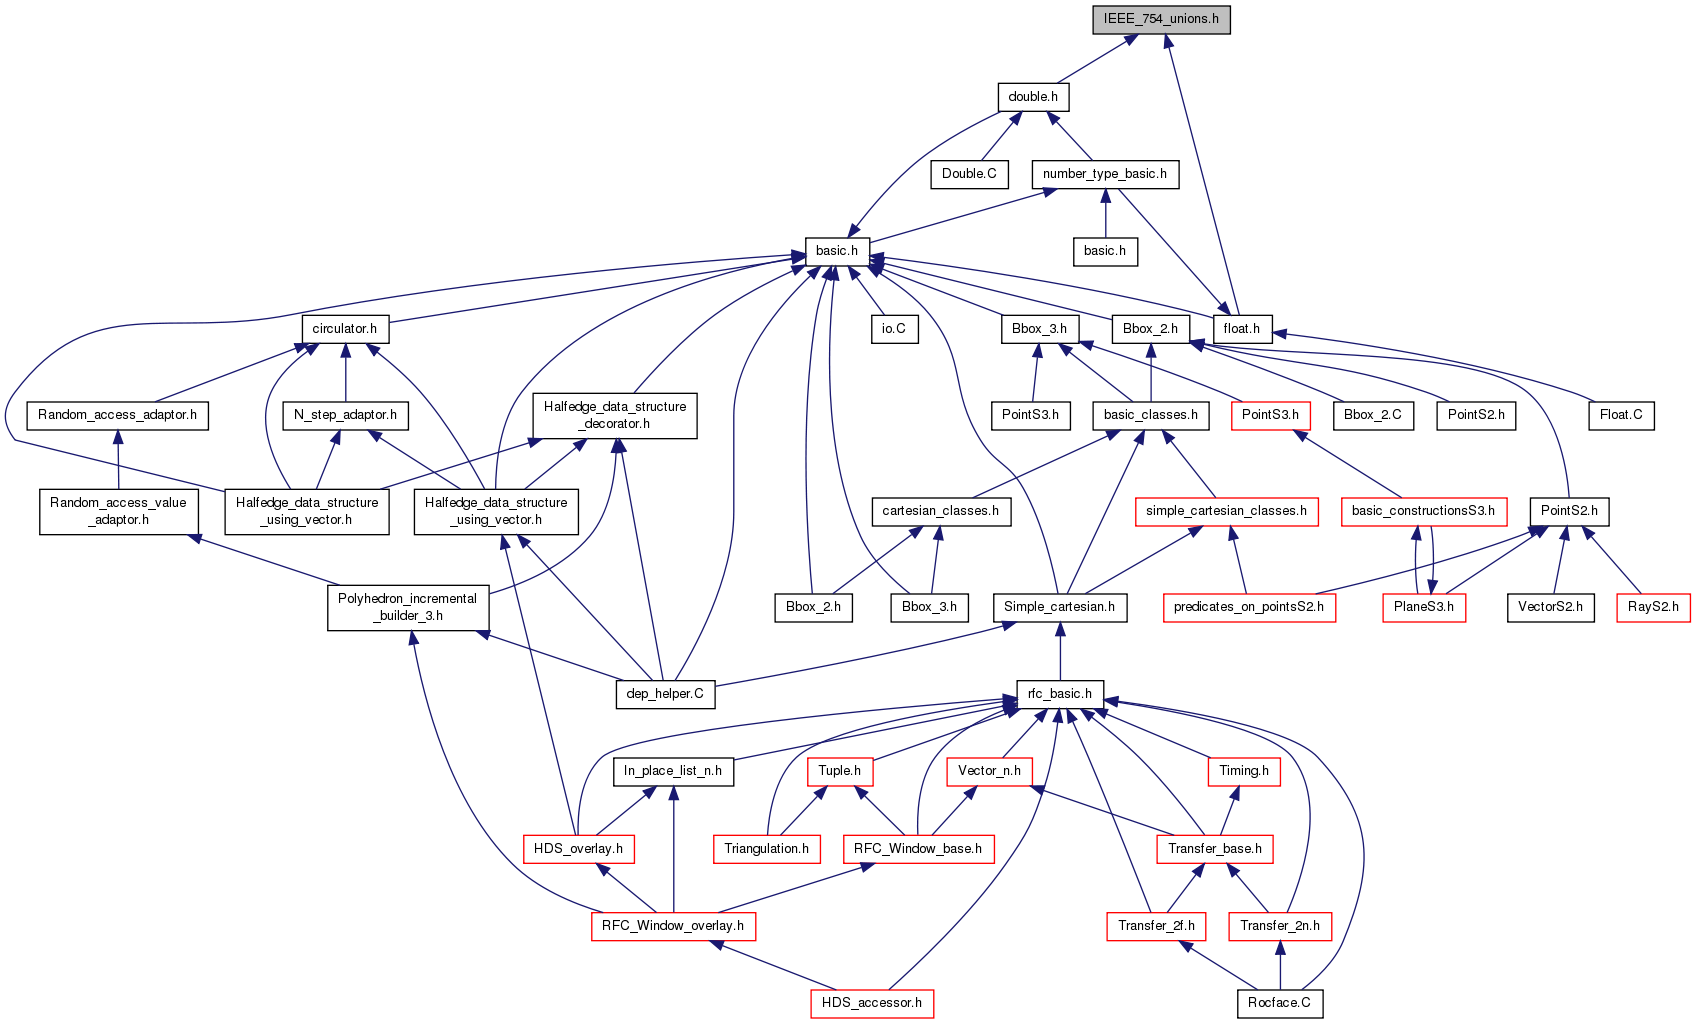 IEEE_754_unions.h
double.h
Double.C
number_type_basic.h
basic.h
basic.h
circulator.h
io.C
Bbox_3.h
Bbox_2.h
float.h
Random_access_adaptor.h
N_step_adaptor.h
Halfedge_data_structure
_decorator.h
PointS3.h
basic_classes.h
PointS3.h
Bbox_2.C
PointS2.h
Float.C
Random_access_value
_adaptor.h
Halfedge_data_structure
_using_vector.h
Halfedge_data_structure
_using_vector.h
cartesian_classes.h
simple_cartesian_classes.h
basic_constructionsS3.h
PointS2.h
Polyhedron_incremental
_builder_3.h
Bbox_2.h
Bbox_3.h
Simple_cartesian.h
predicates_on_pointsS2.h
PlaneS3.h
VectorS2.h
RayS2.h
dep_helper.C
rfc_basic.h
In_place_list_n.h
Tuple.h
Vector_n.h
Timing.h
HDS_overlay.h
Triangulation.h
RFC_Window_base.h
Transfer_base.h
RFC_Window_overlay.h
Transfer_2f.h
Transfer_2n.h
HDS_accessor.h
Rocface.C